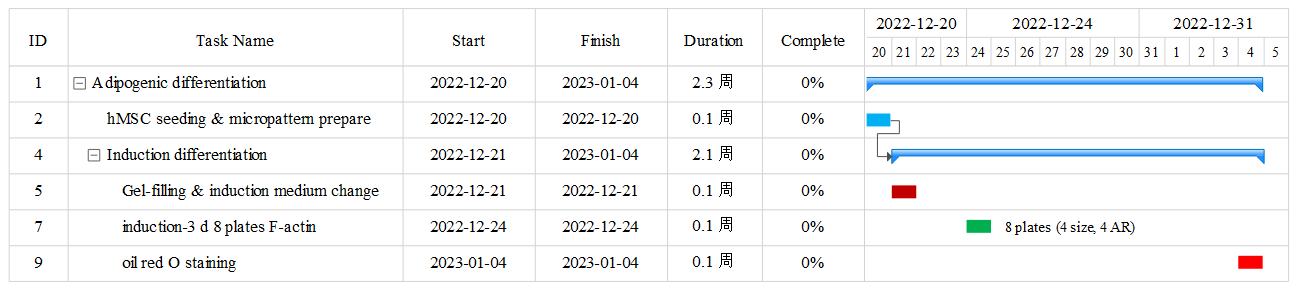 ID Task Name Start Finish Duration Complete 2022-12-20 2022-12-24 2022-12-31
20 21 22 23 24 25 26 27 28 29 30 31 1 2 3 4 5
1 Adipogenic differentiation 2022-12-20 2023-01-04 2.3 周 0%
2 hMSC seeding & micropattern prepare 2022-12-20 2022-12-20 0.1 周 0%
4 Induction differentiation 2022-12-21 2023-01-04 2.1 周 0%
5 Gel-filling & induction medium change 2022-12-21 2022-12-21 0.1 周 0%
7 induction-3 d 8 plates F-actin 2022-12-24 2022-12-24 0.1 周 0% 8 plates (4 size, 4 AR)
9 oil red O staining 2023-01-04 2023-01-04 0.1 周 0%